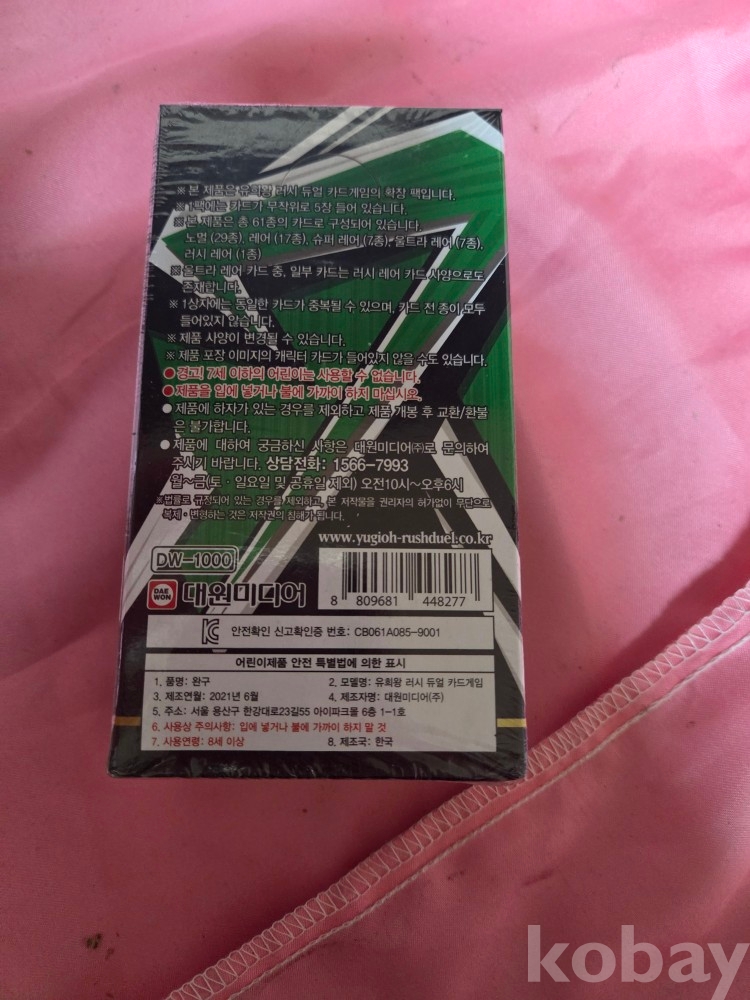 ※ 본 제품은 유희왕 러시 듀얼 카드게임의 확장 팩입니다.
※ 1팩에는 카드가 무작위로 5장 들어 있습니다.
※ 본 제품은 총 61종의 카드로 구성되어 있습니다.
노멀 (29종), 레어 (17종), 슈퍼 레어 (7종), 울트라 레어 (7종),
러시 레어 (1종)
※ 울트라 레어 카드 중, 일부 카드는 러시 레어 카드 사양으로도
존재합니다.
※ 1상자에는 동일한 카드가 중복될 수 있으며, 카드 전 종이 모두
들어있지 않습니다.
※ 제품 사양이 변경될 수 있습니다.
※ 제품 포장 이미지의 캐릭터 카드가 들어있지 않을 수도 있습니다.
● 경고! 7세 이하의 어린이는 사용할 수 없습니다.
● 제품을 입에 넣거나 불에 가까이 하지 마십시요.
● 제품에 하자가 있는 경우를 제외하고 제품 개봉 후 교환/환불
은 불가합니다.
● 제품에 대하여 궁금하신 사항은 대원미디어㈜로 문의하여
주시기 바랍니다. 상담전화: 1566-7993
월~금(토·일요일 및 공휴일 제외) 오전10시~오후6시
※법률로 규정되어 있는 경우를 제외하고, 본 저작물을 권리자의 허가없이 무단으로
복제·변형하는 것은 저작권의 침해가 됩니다.
www.yugioh-rushduel.co.kr
DW-1000
DAE WON 대원미디어
8 809681 448277
안전확인 신고확인증 번호: CB061A085-9001
어린이제품 안전 특별법에 의한 표시
1. 품명: 완구 2. 모델명: 유희왕 러시 듀얼 카드게임
3. 제조연월: 2021년 6월 4. 제조자명: 대원미디어(주)
5. 주소: 서울 용산구 한강대로23길55 아이파크몰 6층 1-1호
6. 사용상 주의사항: 입에 넣거나 불에 가까이 하지 말 것
7. 사용연령: 8세 이상 8. 제조국: 한국
kobay